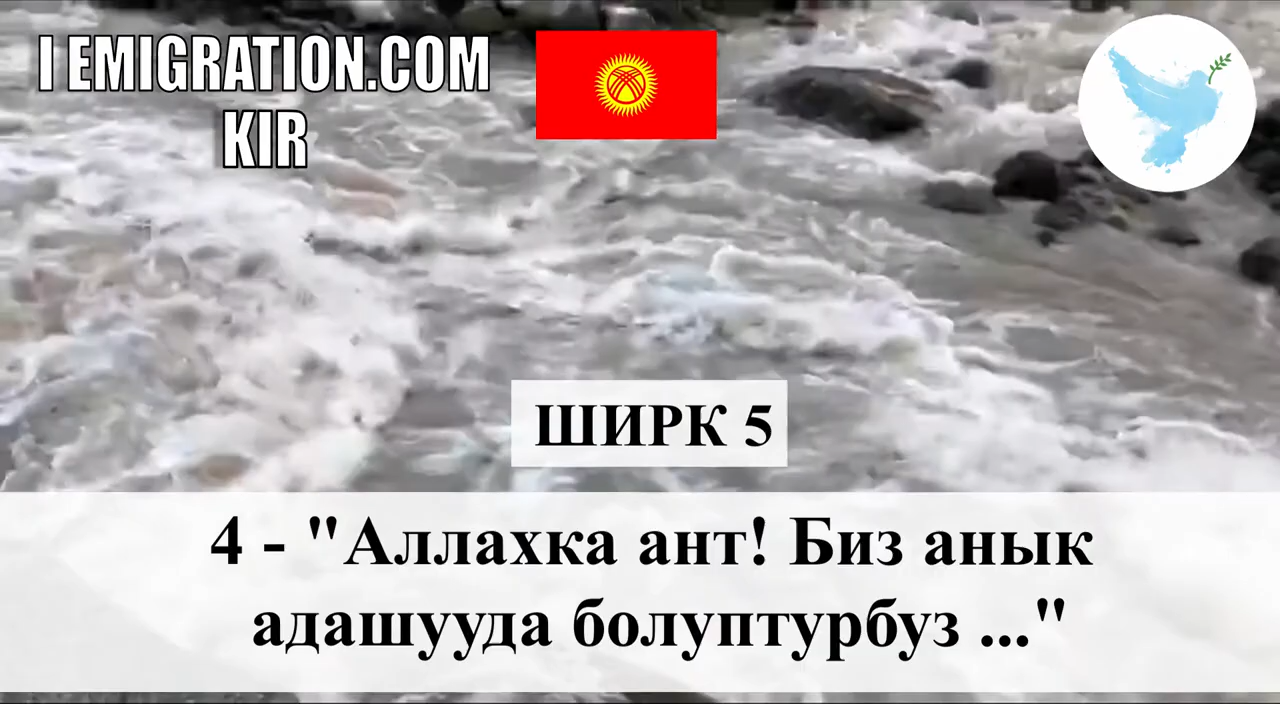 I EMIGRATION.COM
KIR
ШИРК 5
4 - "Аллахка ант! Биз анык
адашууда болуптурбуз ..."